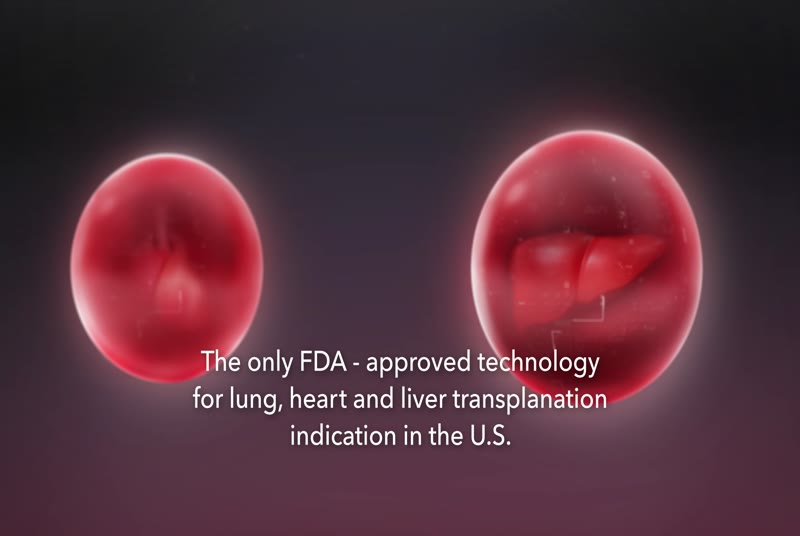 The only FDA - approved technology
for lung, heart and liver transplanation
indication in the U.S.